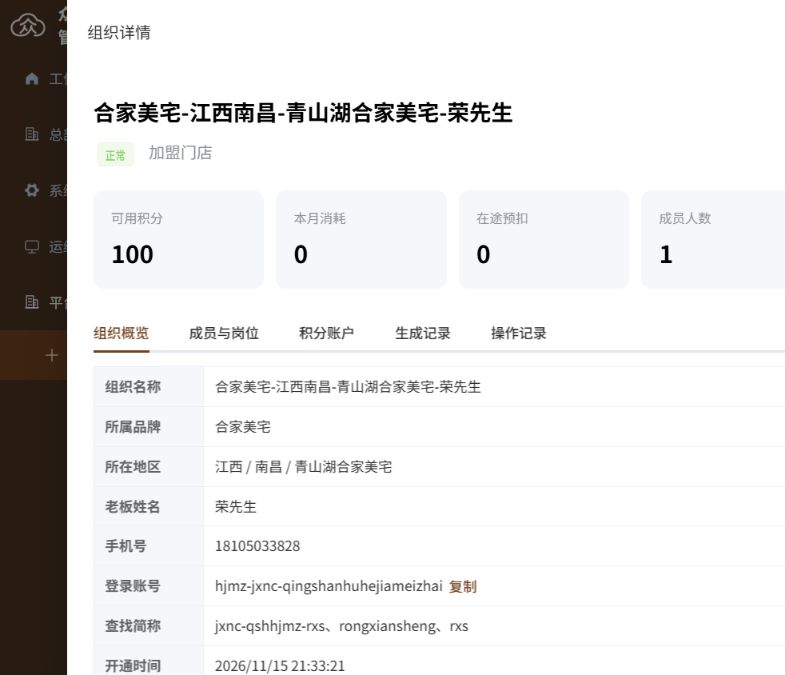 组织详情
工
总
系
运
平
合家美宅-江西南昌-青山湖合家美宅-荣先生
正常 加盟门店
可用积分 本月消耗 在途预扣 成员人数
100 0 0 1
组织概览 成员与岗位 积分账户 生成记录 操作记录
组织名称 合家美宅-江西南昌-青山湖合家美宅-荣先生
所属品牌 合家美宅
所在地区 江西 / 南昌 / 青山湖合家美宅
老板姓名 荣先生
手机号 18105033828
登录账号 hjmz-jxnc-qingshanhuhejiameizhai 复制
查找简称 jxnc-qshhjmz-rxs、rongxiansheng、rxs
开通时间 2026/11/15 21:33:21